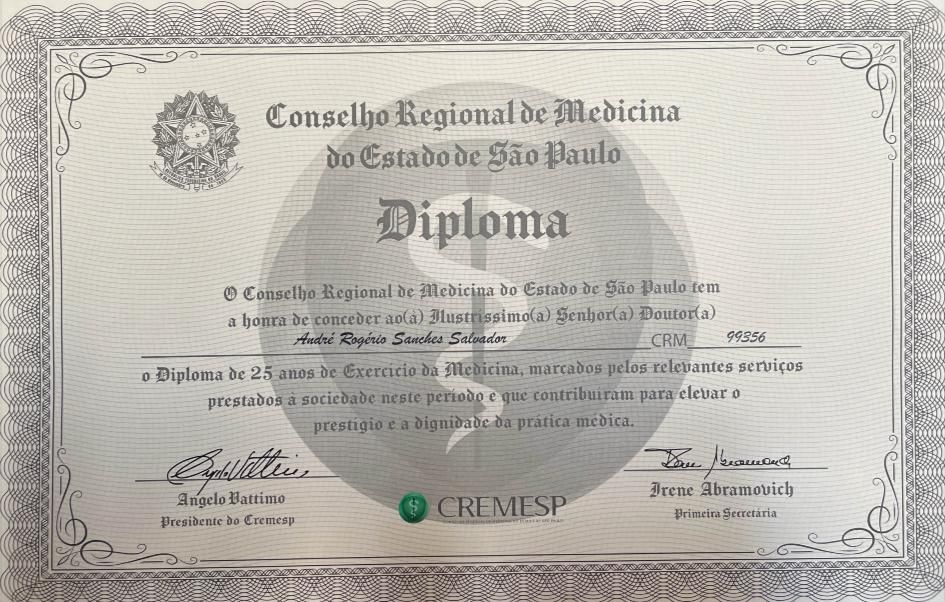 Conselho Regional de Medicina
do Estado de São Paulo
Diploma
O Conselho Regional de Medicina do Estado de São Paulo tem
a honra de conceder ao(à) Ilustríssimo(a) Senhor(a) Doutor(a)
André Rogério Sanches Salvador CRM 99356
o Diploma de 25 anos de Exercício da Medicina, marcados pelos relevantes serviços
prestados à sociedade neste período e que contribuíram para elevar o
prestígio e a dignidade da prática médica.
Angelo Vattimo
Presidente do Cremesp
CREMESP
Irene Abramovich
Primeira Secretária